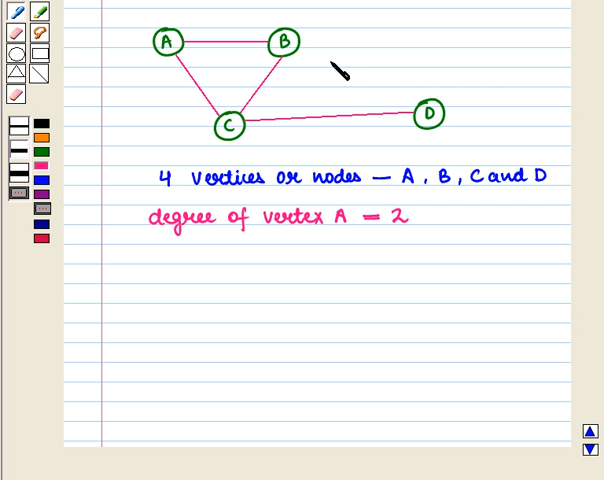 A B
C D
4 vertices or nodes — A, B, C and D
degree of vertex A = 2